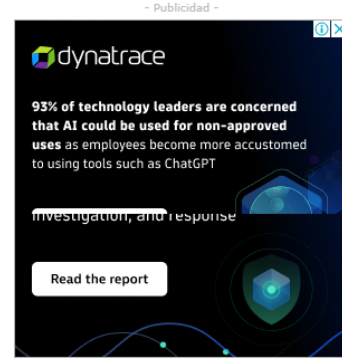 - Publicidad -
dynatrace
93% of technology leaders are concerned
that AI could be used for non-approved
uses as employees become more accustomed
to using tools such as ChatGPT
investigation, and response
Read the report